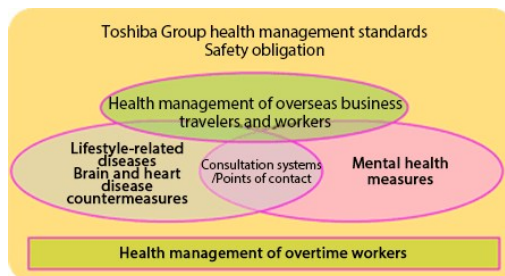 Toshiba Group health management standards
Safety obligation
Health management of overseas business
travelers and workers
Lifestyle-related
diseases
Brain and heart
disease
countermeasures
Consultation systems
/Points of contact
Mental health
measures
Health management of overtime workers